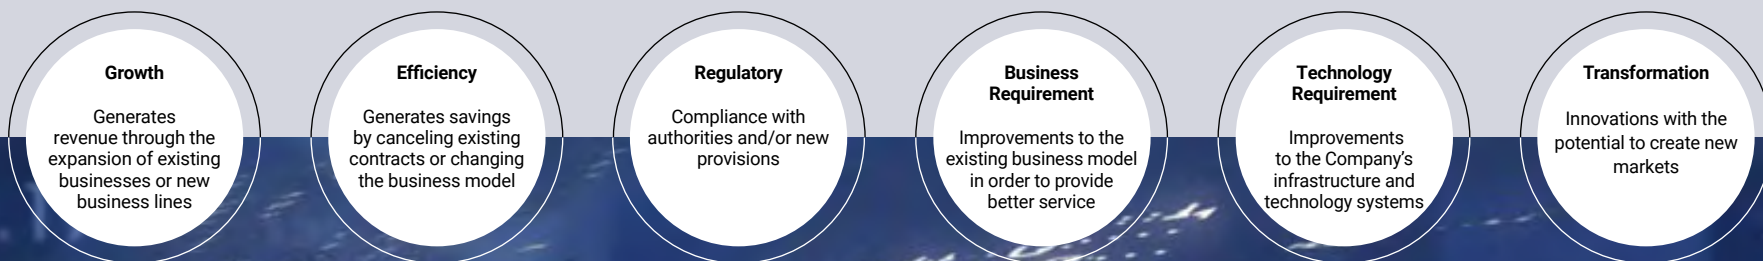 Growth
Generates
revenue through the
expansion of existing
businesses or new
business lines
Efficiency
Generates savings
by canceling existing
contracts or changing
the business model
Regulatory
Compliance with
authorities and/or new
provisions
Business
Requirement
Improvements to the
existing business model
in order to provide
better service
Technology
Requirement
Improvements
to the Company's
infrastructure and
technology systems
Transformation
Innovations with the
potential to create new
markets